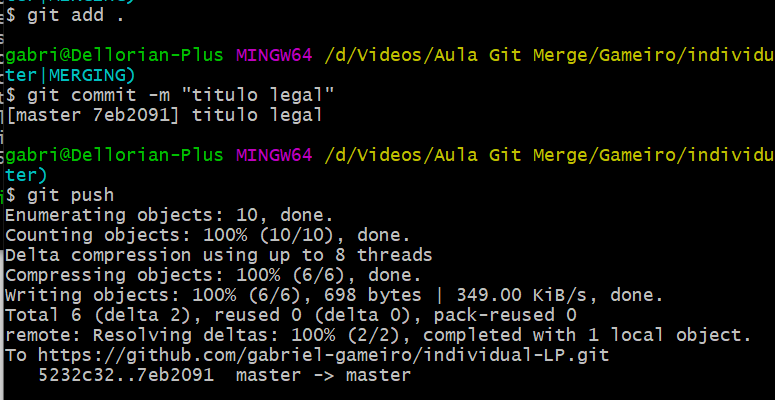 ter|MERGING)
$ git add .
gabri@Dellorian-Plus MINGW64 /d/Videos/Aula Git Merge/Gameiro/individu
ter|MERGING)
$ git commit -m "titulo legal"
[master 7eb2091] titulo legal
gabri@Dellorian-Plus MINGW64 /d/Videos/Aula Git Merge/Gameiro/individu
ter)
$ git push
Enumerating objects: 10, done.
Counting objects: 100% (10/10), done.
Delta compression using up to 8 threads
Compressing objects: 100% (6/6), done.
Writing objects: 100% (6/6), 698 bytes | 349.00 KiB/s, done.
Total 6 (delta 2), reused 0 (delta 0), pack-reused 0
remote: Resolving deltas: 100% (2/2), completed with 1 local object.
To https://github.com/gabriel-gameiro/individual-LP.git
5232c32..7eb2091 master -> master